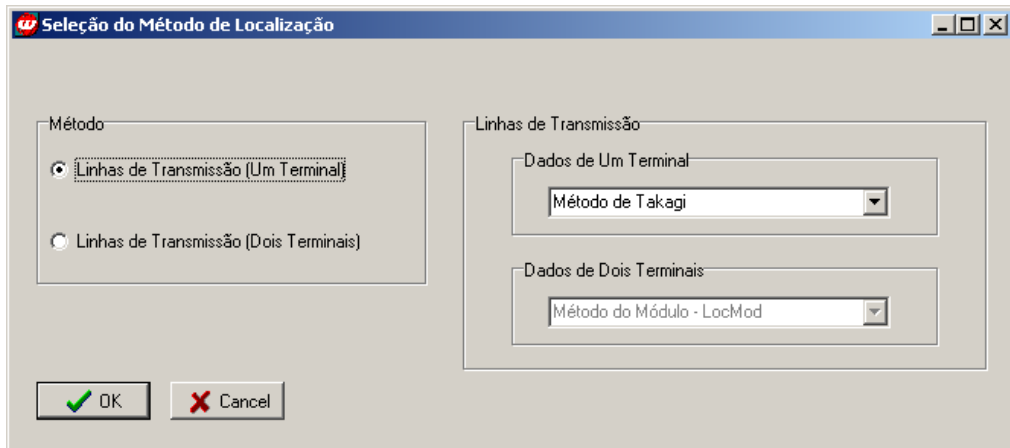 Seleção do Método de Localização
Método
Linhas de Transmissão (Um Terminal)
Linhas de Transmissão (Dois Terminais)
Linhas de Transmissão
Dados de Um Terminal
Método de Takagi
Dados de Dois Terminais
Método do Módulo - LocMod
OK
Cancel